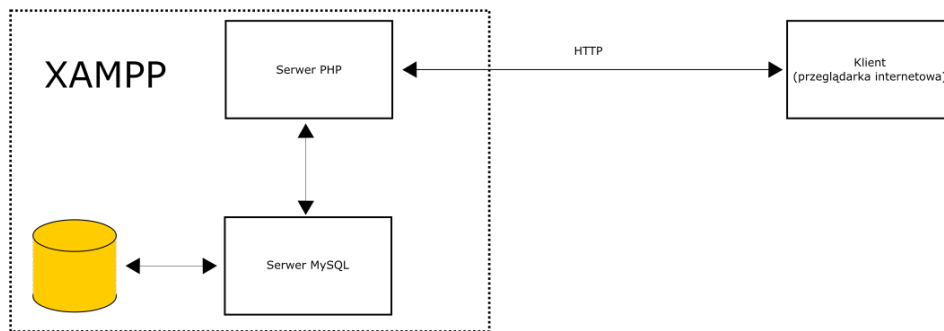 XAMPP
Serwer PHP
HTTP
Klient
(przeglądarka internetowa)
Serwer MySQL